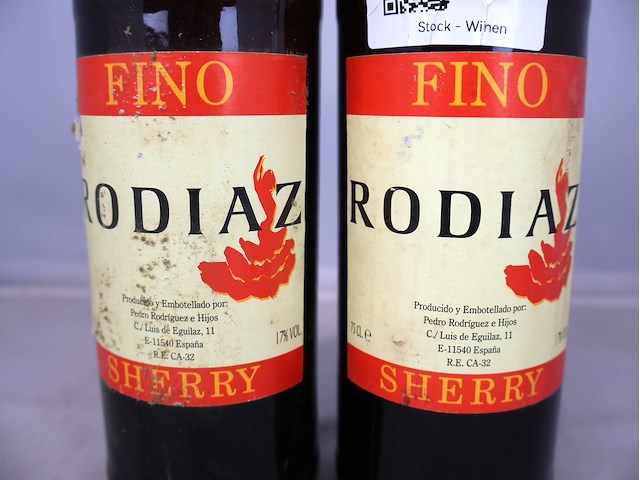 FINO
RODIAZ
Producido y Embotellado por:
Pedro Rodríguez e Hijos
C./ Luis de Eguilaz, 11
E-11540 España
R.E. CA-32
17% VOL.
SHERRY
Stock - Winen
FINO
RODIAZ
Producido y Embotellado por:
Pedro Rodríguez e Hijos
C./ Luis de Eguilaz, 11
E-11540 España
R.E. CA-32
75 CL e
SHERRY